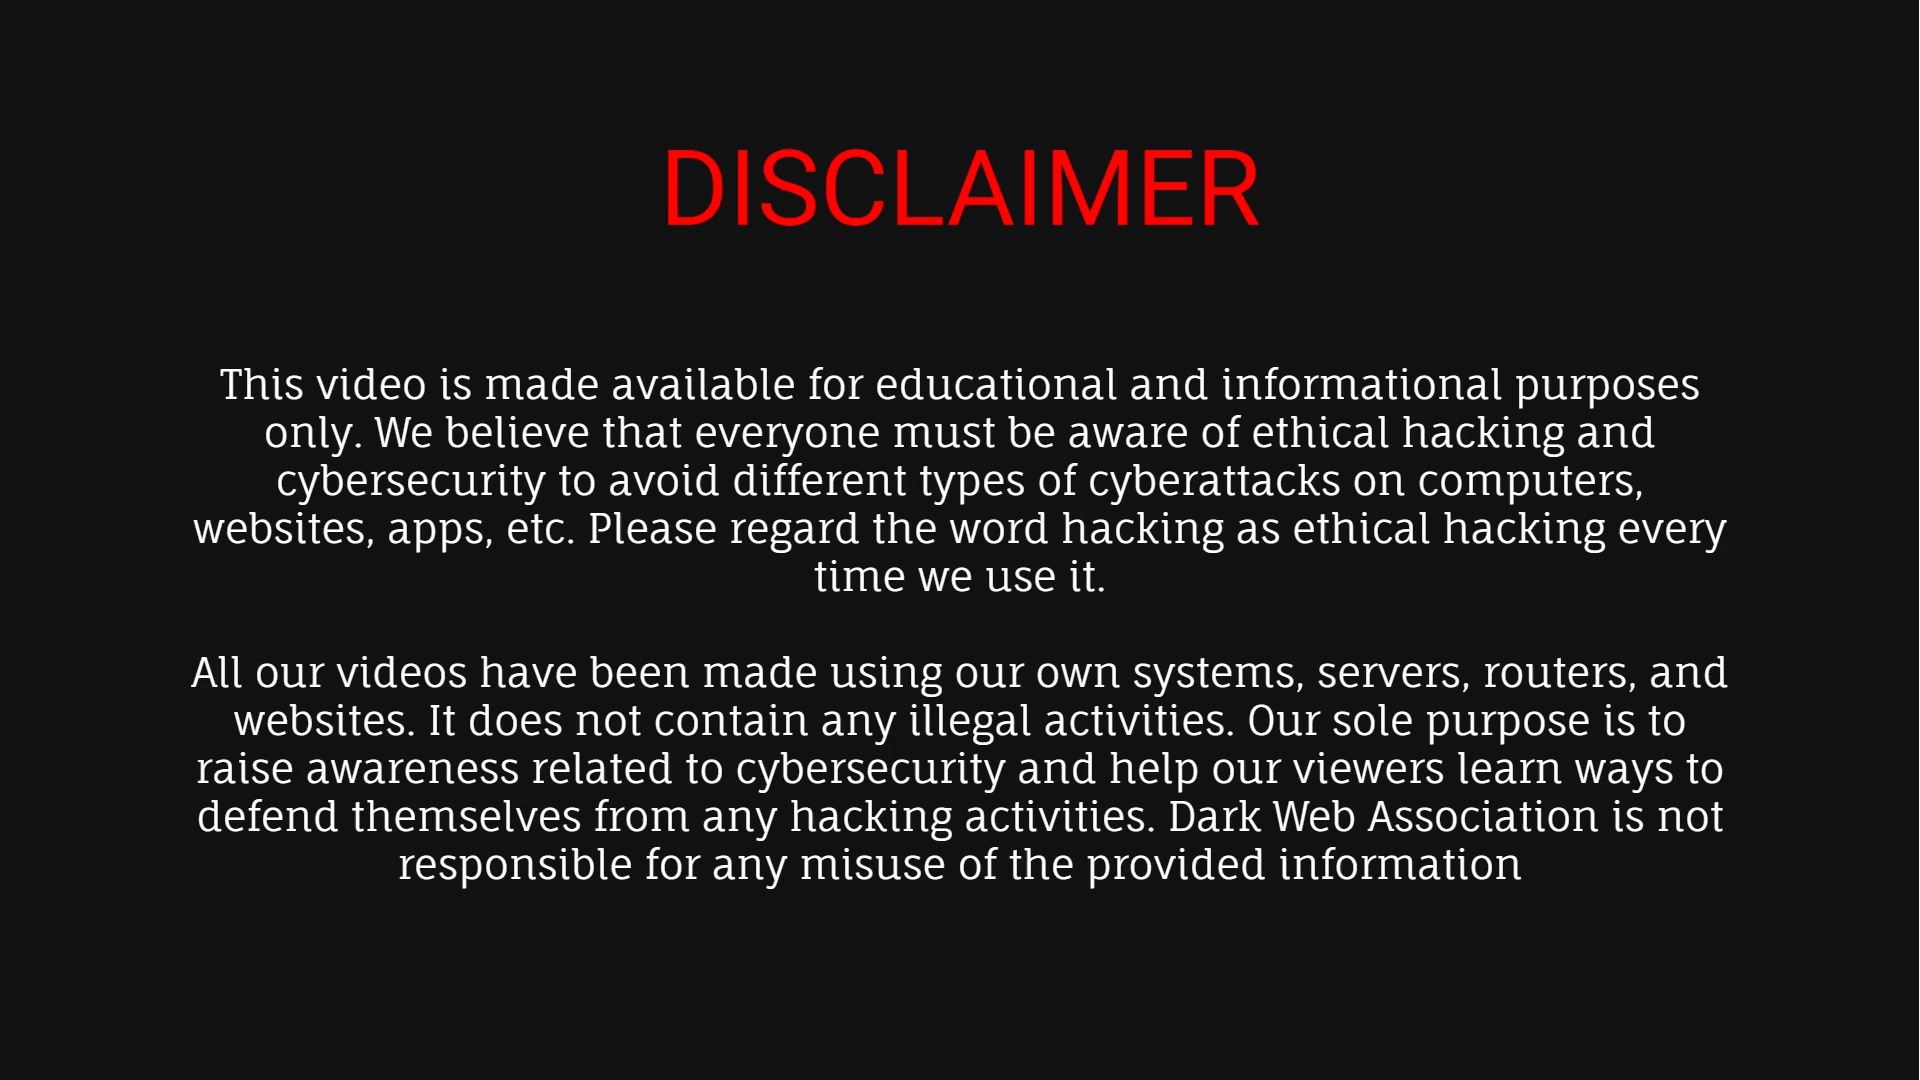 DISCLAIMER
This video is made available for educational and informational purposes
only. We believe that everyone must be aware of ethical hacking and
cybersecurity to avoid different types of cyberattacks on computers,
websites, apps, etc. Please regard the word hacking as ethical hacking every
time we use it.
All our videos have been made using our own systems, servers, routers, and
websites. It does not contain any illegal activities. Our sole purpose is to
raise awareness related to cybersecurity and help our viewers learn ways to
defend themselves from any hacking activities. Dark Web Association is not
responsible for any misuse of the provided information